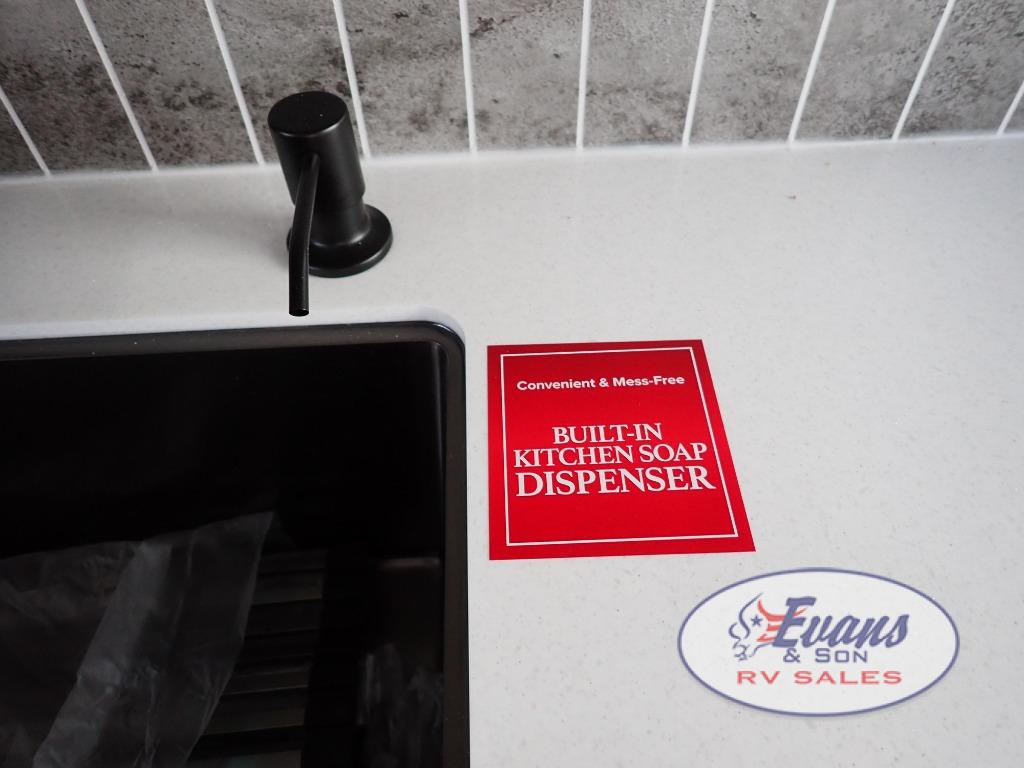 Convenient & Mess-Free
BUILT-IN
KITCHEN SOAP
DISPENSER
Evans
& SON
RV SALES